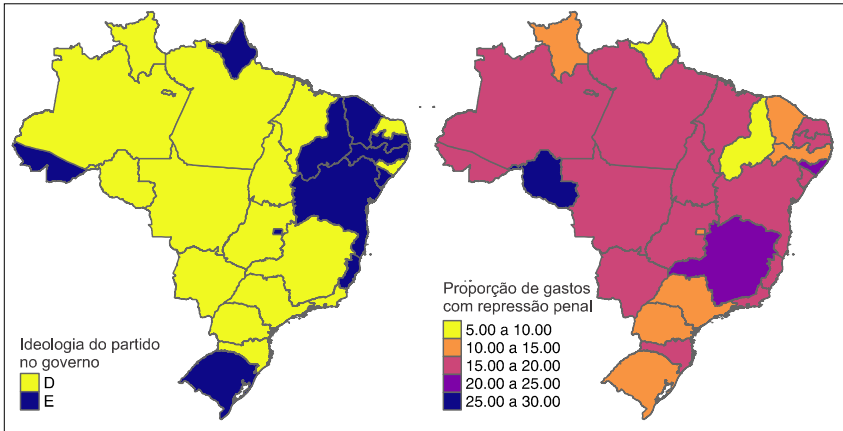 Ideologia do partido
no governo
D
E
Proporção de gastos
com repressão penal
5.00 a 10.00
10.00 a 15.00
15.00 a 20.00
20.00 a 25.00
25.00 a 30.00